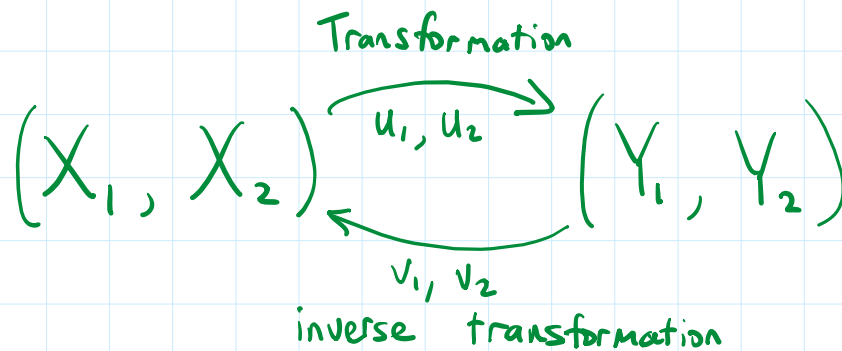 Transformation
u₁, u₂
(X₁, X₂) (Y₁, Y₂)
v₁, v₂
inverse transformation